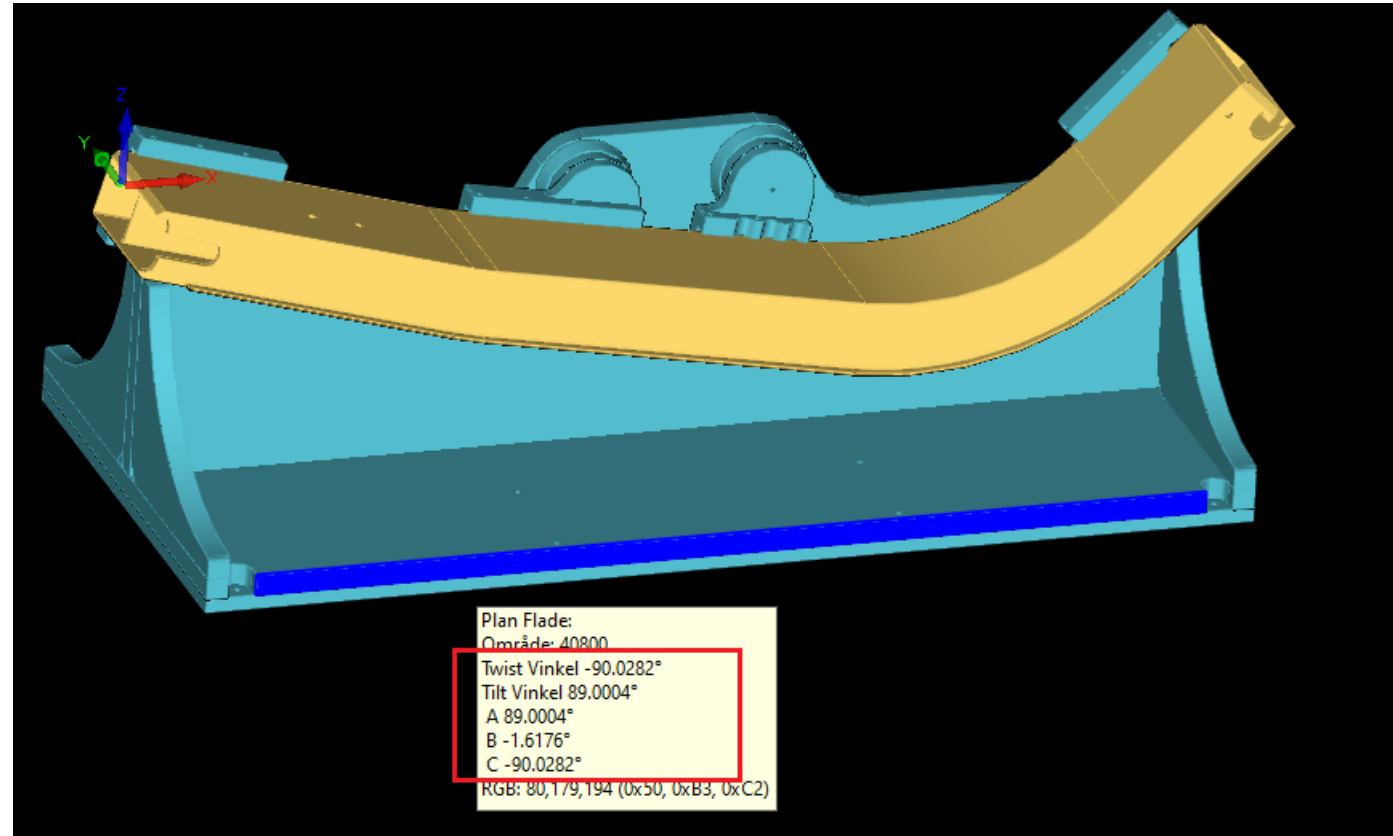 Z
Y
X
Plan Flade:
Område: 40800
Twist Vinkel -90.0282°
Tilt Vinkel 89.0004°
A 89.0004°
B -1.6176°
C -90.0282°
RGB: 80,179,194 (0x50, 0xB3, 0xC2)